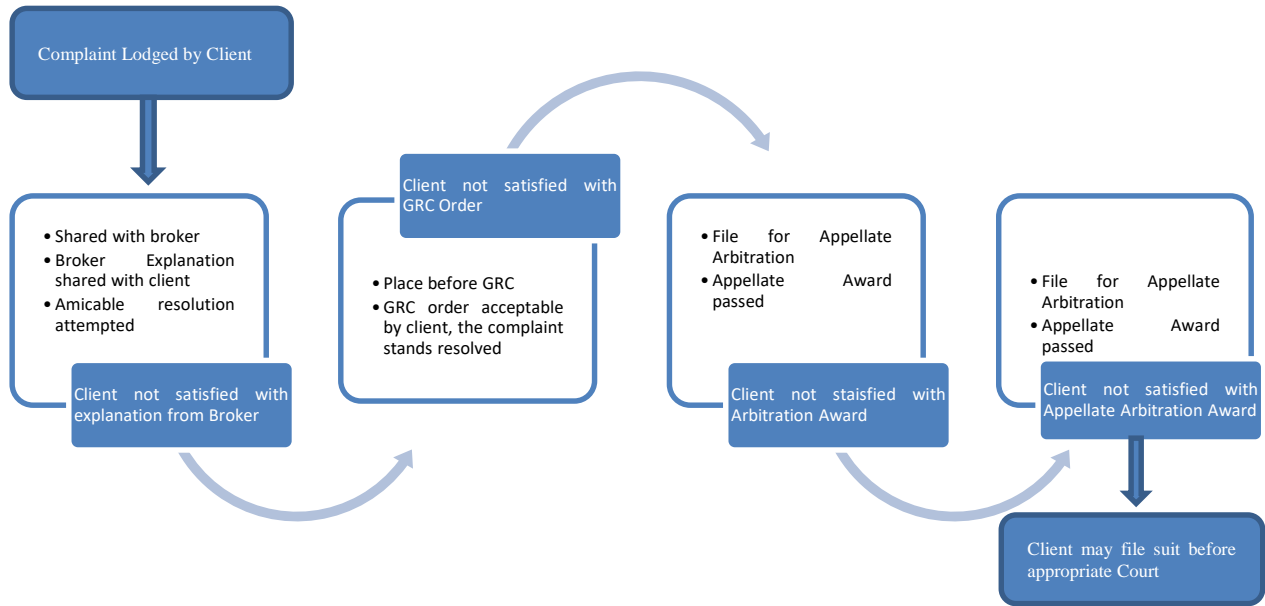 Complaint Lodged by Client
• Shared with broker
• Broker Explanation
shared with client
• Amicable resolution
attempted
Client not satisfied with
explanation from Broker
Client not satisfied with
GRC Order
• Place before GRC
• GRC order acceptable
by client, the complaint
stands resolved
• File for Appellate
Arbitration
• Appellate Award
passed
Client not staisfied with
Arbitration Award
• File for Appellate
Arbitration
• Appellate Award
passed
Client not satisfied with
Appellate Arbitration Award
Client may file suit before
appropriate Court